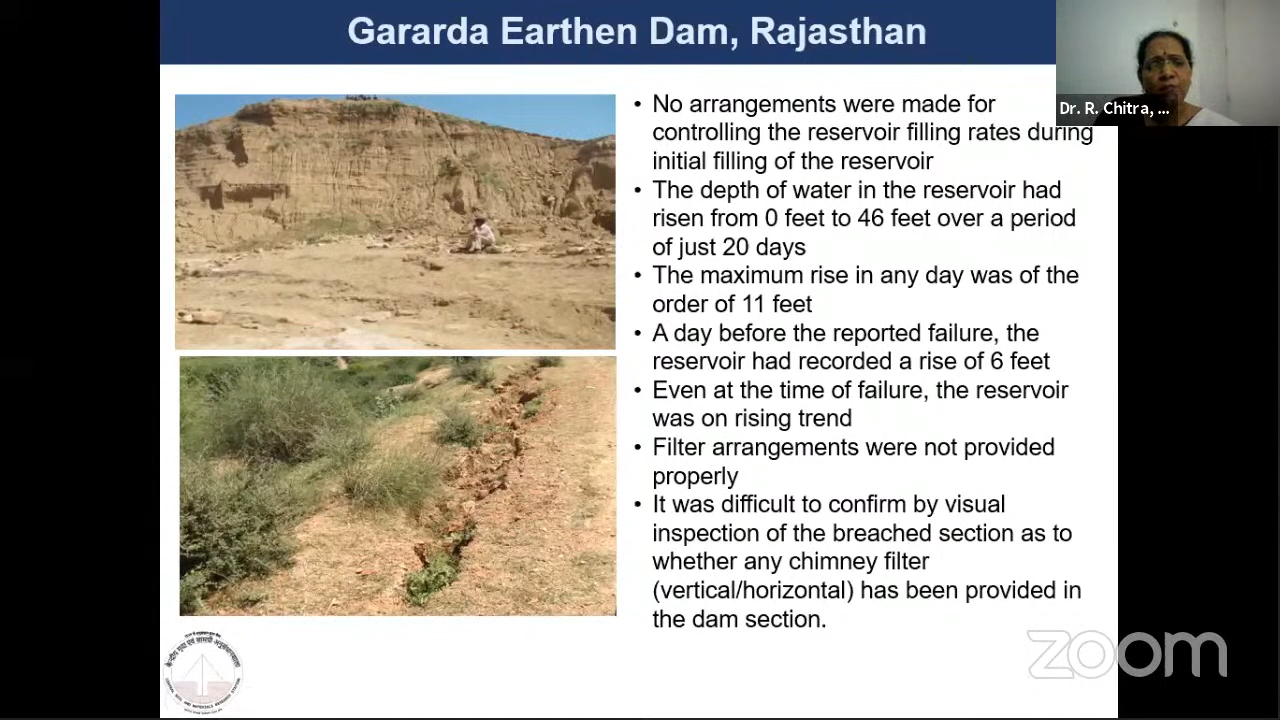 Gararda Earthen Dam, Rajasthan
Dr. R. Chitra, ...
• No arrangements were made for
controlling the reservoir filling rates during
initial filling of the reservoir
• The depth of water in the reservoir had
risen from 0 feet to 46 feet over a period
of just 20 days
• The maximum rise in any day was of the
order of 11 feet
• A day before the reported failure, the
reservoir had recorded a rise of 6 feet
• Even at the time of failure, the reservoir
was on rising trend
• Filter arrangements were not provided
properly
• It was difficult to confirm by visual
inspection of the breached section as to
whether any chimney filter
(vertical/horizontal) has been provided in
the dam section.
zoom